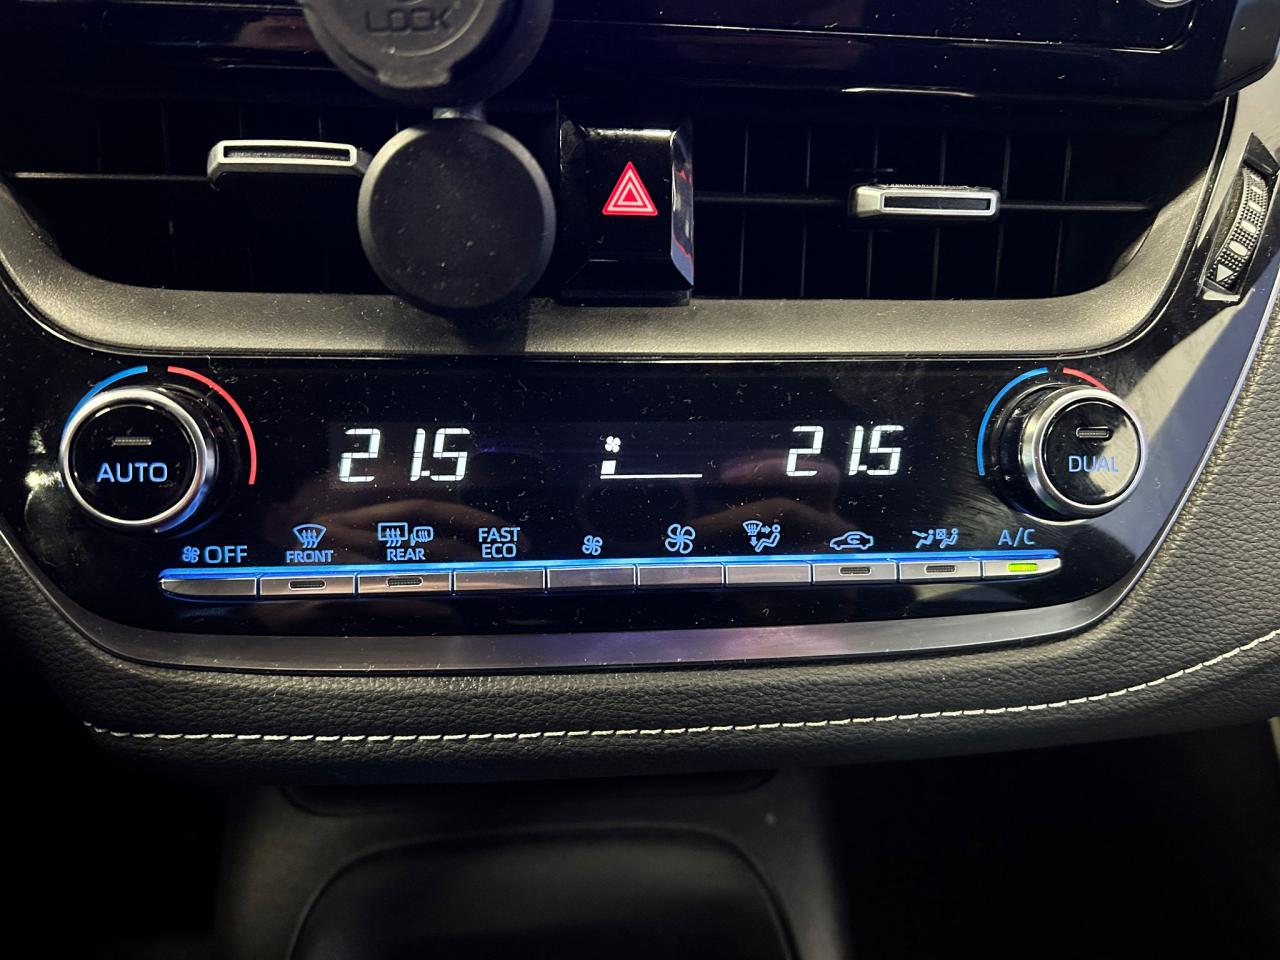 LOCK
21.5 21.5
AUTO
DUAL
OFF
FRONT
REAR
FAST
ECO
A/C